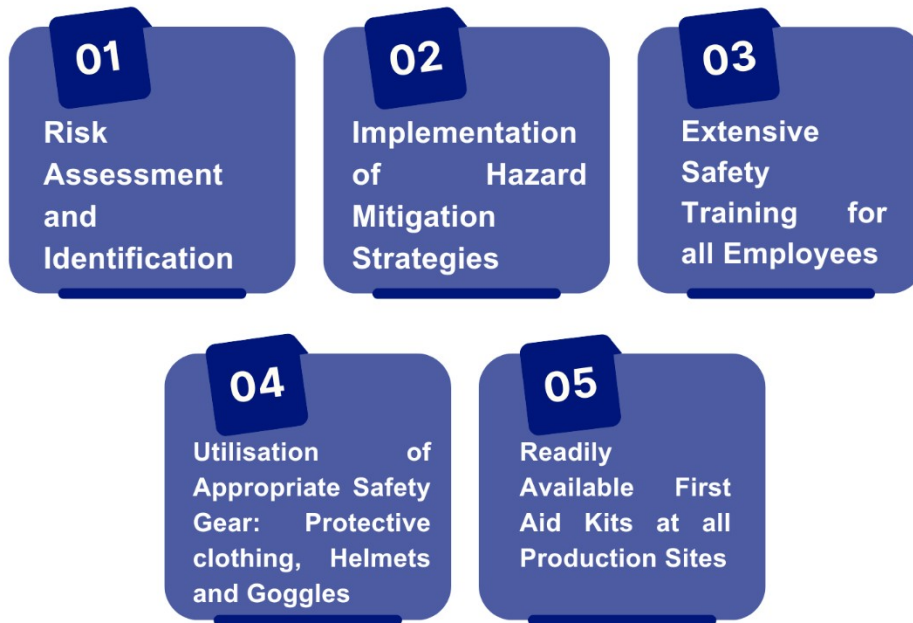 01
Risk
Assessment
and
Identification
02
Implementation
of Hazard
Mitigation
Strategies
03
Extensive
Safety
Training for
all Employees
04
Utilisation of
Appropriate Safety
Gear: Protective
clothing, Helmets
and Goggles
05
Readily
Available First
Aid Kits at all
Production Sites